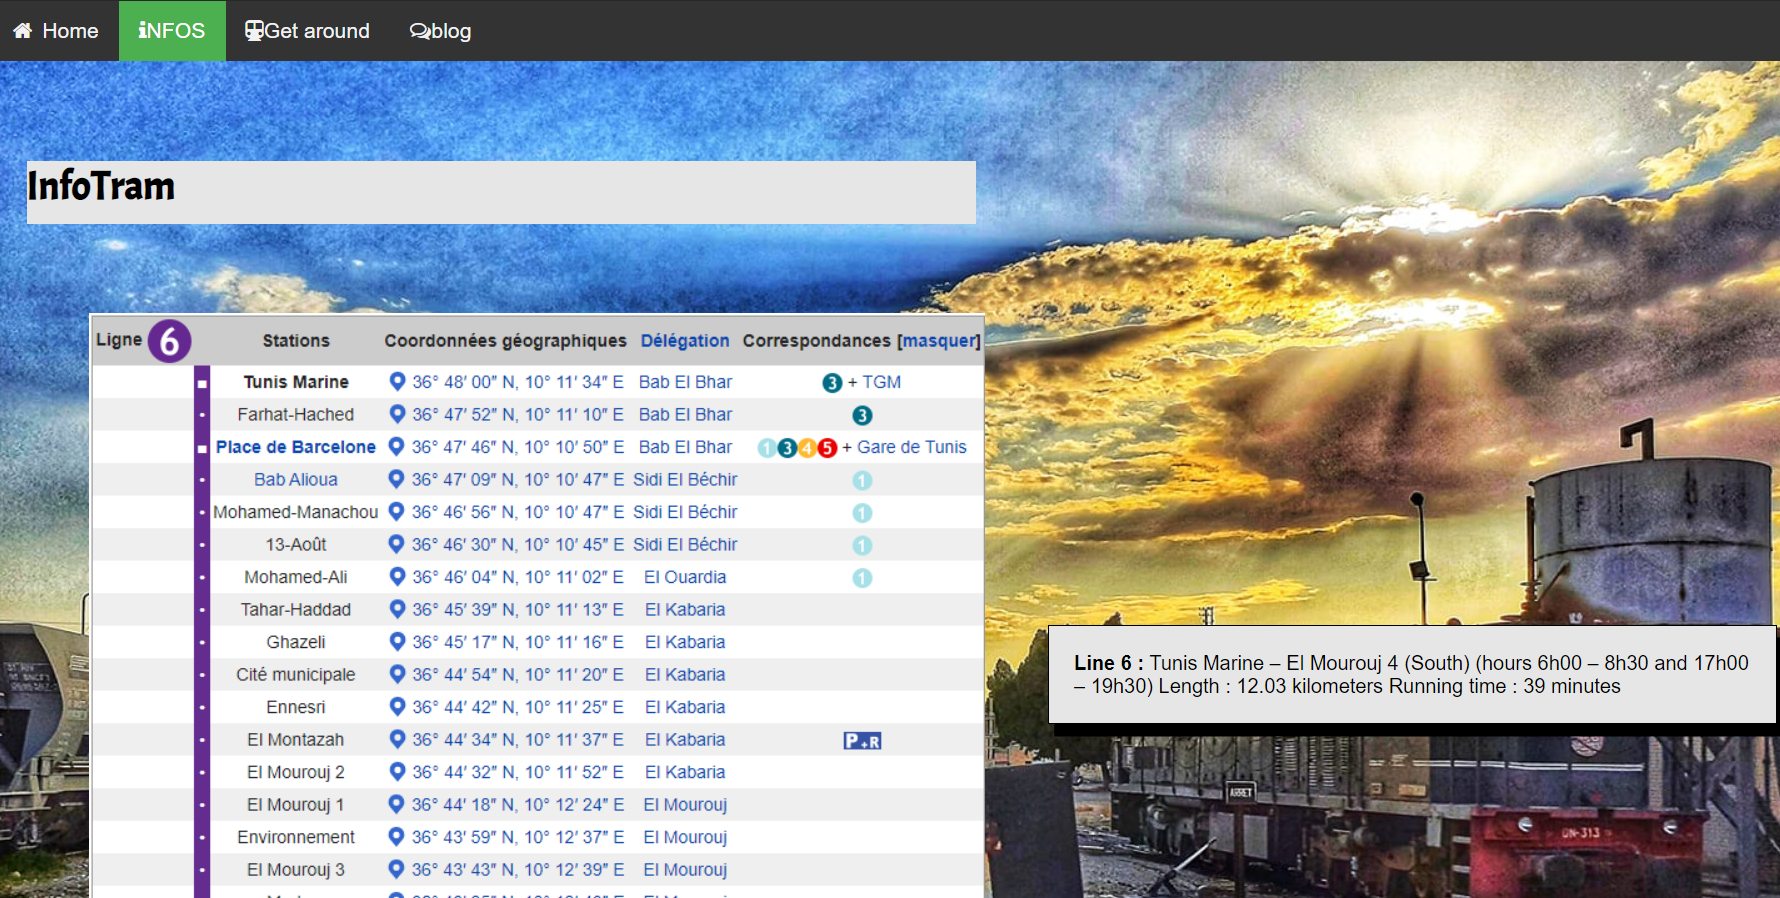 Home iNFOS Get around blog
InfoTram
Ligne 6 Stations Coordonnées géographiques Délégation Correspondances [masquer]
Tunis Marine 36° 48′ 00″ N, 10° 11′ 34″ E Bab El Bhar 3 + TGM
Farhat-Hached 36° 47′ 52″ N, 10° 11′ 10″ E Bab El Bhar 3
Place de Barcelone 36° 47′ 46″ N, 10° 10′ 50″ E Bab El Bhar 1 3 4 5 + Gare de Tunis
Bab Alioua 36° 47′ 09″ N, 10° 10′ 47″ E Sidi El Béchir 1
Mohamed-Manachou 36° 46′ 56″ N, 10° 10′ 47″ E Sidi El Béchir 1
13-Août 36° 46′ 30″ N, 10° 10′ 45″ E Sidi El Béchir 1
Mohamed-Ali 36° 46′ 04″ N, 10° 11′ 02″ E El Ouardia 1
Tahar-Haddad 36° 45′ 39″ N, 10° 11′ 13″ E El Kabaria
Ghazeli 36° 45′ 17″ N, 10° 11′ 16″ E El Kabaria
Cité municipale 36° 44′ 54″ N, 10° 11′ 20″ E El Kabaria
Ennesri 36° 44′ 42″ N, 10° 11′ 25″ E El Kabaria
El Montazah 36° 44′ 34″ N, 10° 11′ 37″ E El Kabaria P+R
El Mourouj 2 36° 44′ 32″ N, 10° 11′ 52″ E El Kabaria
El Mourouj 1 36° 44′ 18″ N, 10° 12′ 24″ E El Mourouj
Environnement 36° 43′ 59″ N, 10° 12′ 37″ E El Mourouj
El Mourouj 3 36° 43′ 43″ N, 10° 12′ 39″ E El Mourouj
Line 6 : Tunis Marine – El Mourouj 4 (South) (hours 6h00 – 8h30 and 17h00
– 19h30) Length : 12.03 kilometers Running time : 39 minutes
ARRET
DN-313